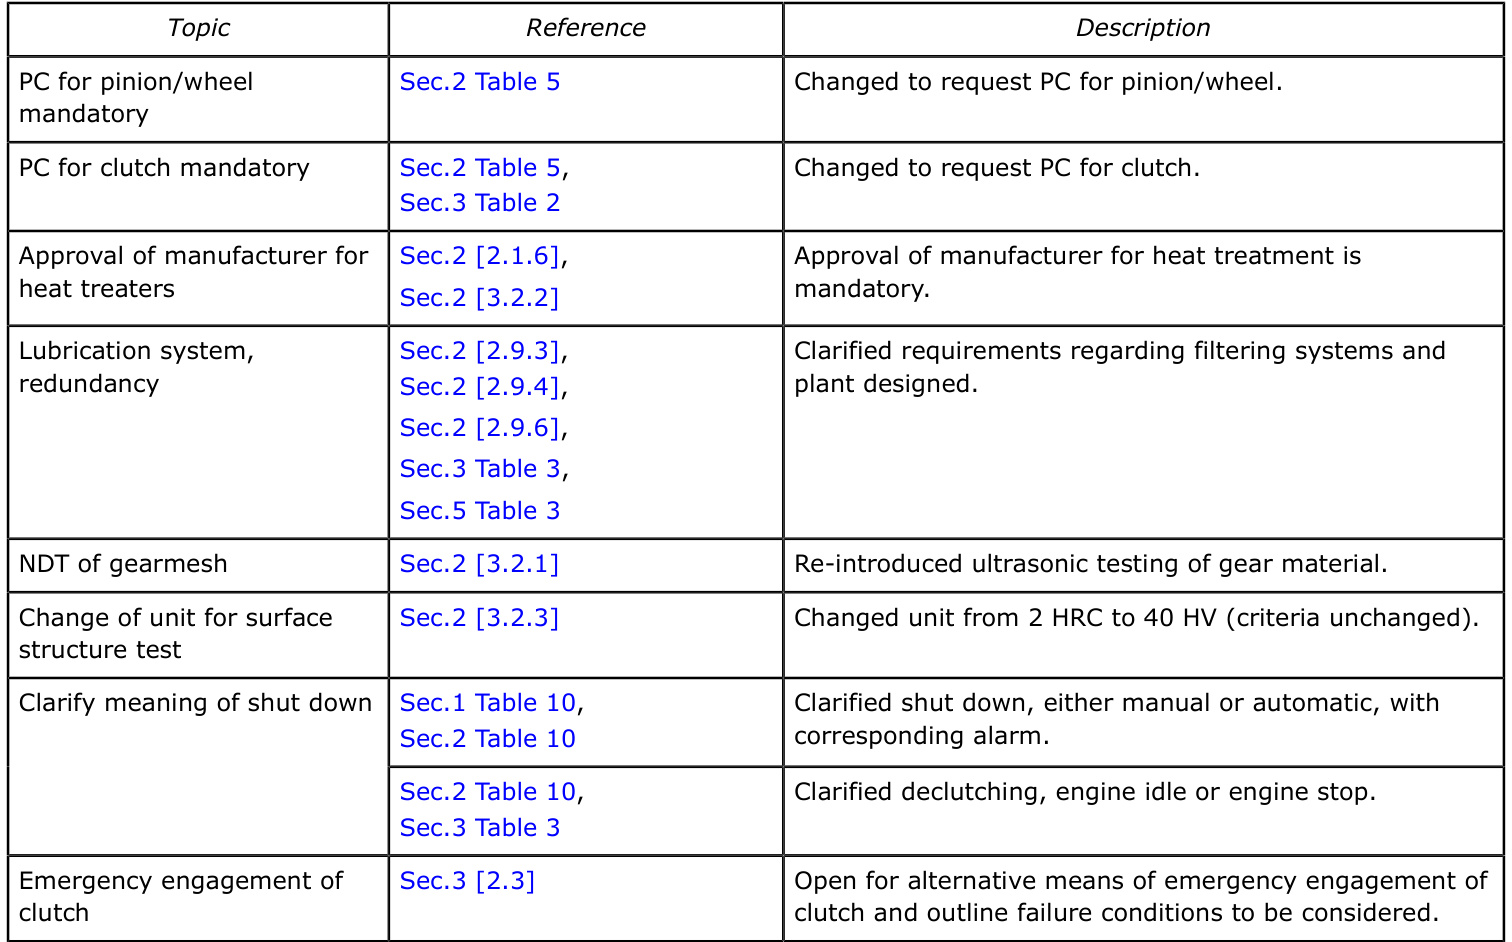 Topic
Reference
Description
PC for pinion/wheel
mandatory
Sec.2 Table 5
Changed to request PC for pinion/wheel.
PC for clutch mandatory
Sec.2 Table 5,
Sec.3 Table 2
Changed to request PC for clutch.
Approval of manufacturer for
heat treaters
Sec.2 [2.1.6],
Sec.2 [3.2.2]
Approval of manufacturer for heat treatment is
mandatory.
Lubrication system,
redundancy
Sec.2 [2.9.3],
Sec.2 [2.9.4],
Sec.2 [2.9.6],
Sec.3 Table 3,
Sec.5 Table 3
Clarified requirements regarding filtering systems and
plant designed.
NDT of gearmesh
Sec.2 [3.2.1]
Re-introduced ultrasonic testing of gear material.
Change of unit for surface
structure test
Sec.2 [3.2.3]
Changed unit from 2 HRC to 40 HV (criteria unchanged).
Clarify meaning of shut down
Sec.1 Table 10,
Sec.2 Table 10
Clarified shut down, either manual or automatic, with
corresponding alarm.
Sec.2 Table 10,
Sec.3 Table 3
Clarified declutching, engine idle or engine stop.
Emergency engagement of
clutch
Sec.3 [2.3]
Open for alternative means of emergency engagement of
clutch and outline failure conditions to be considered.